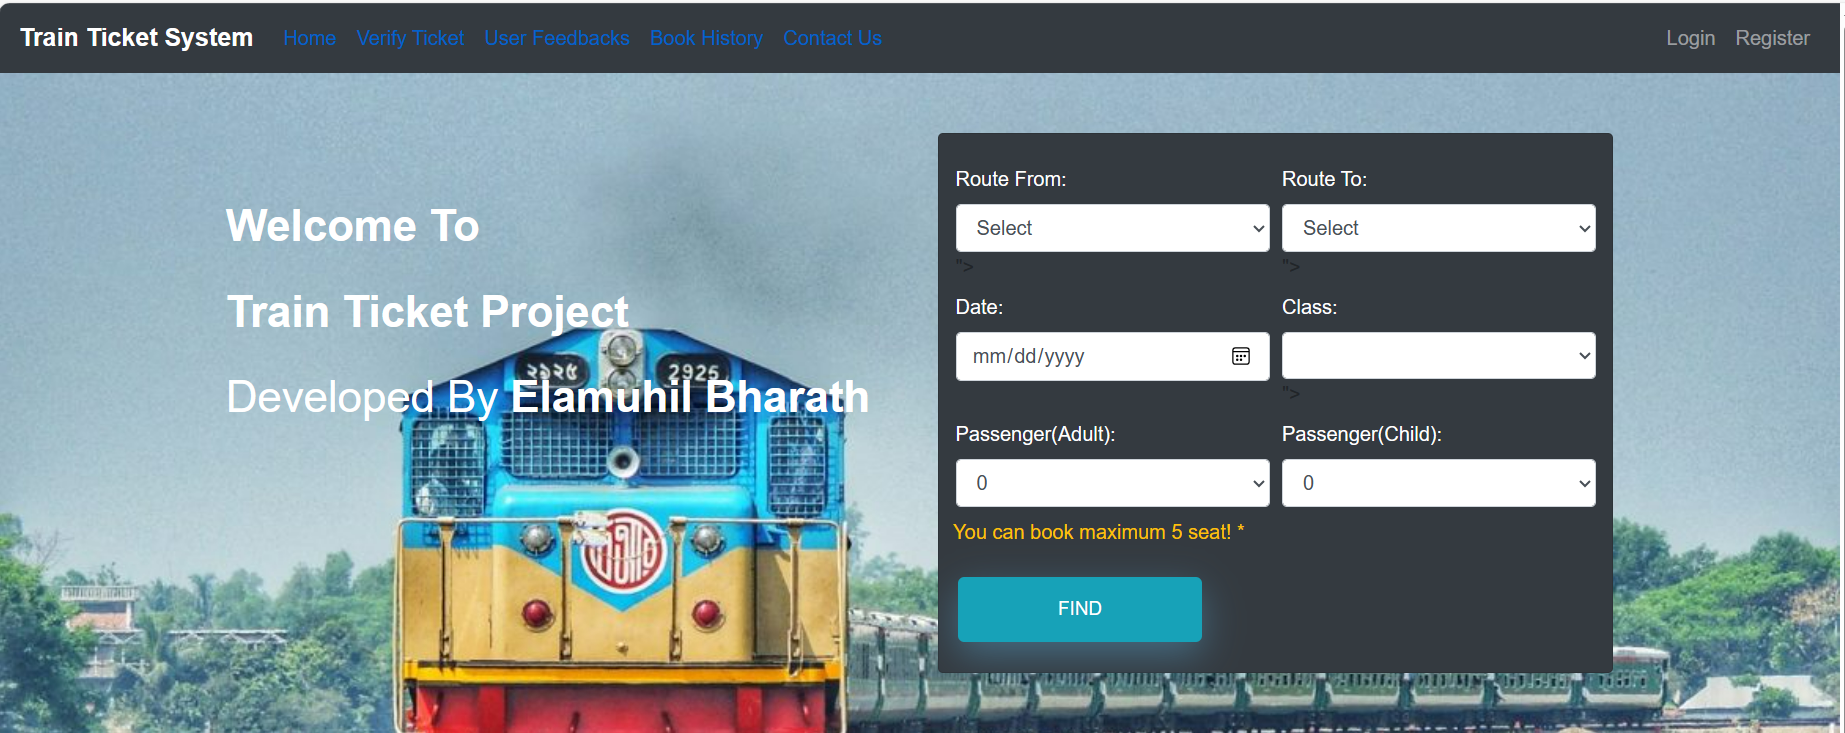 Train Ticket System Home Verify Ticket User Feedbacks Book History Contact Us Login Register
Welcome To
Train Ticket Project
Developed By Elamuhil Bharath
২৯২৫ 2925
Route From: Route To:
Select Select
"> ">
Date: Class:
mm/dd/yyyy
">
Passenger(Adult): Passenger(Child):
0 0
You can book maximum 5 seat! *
FIND